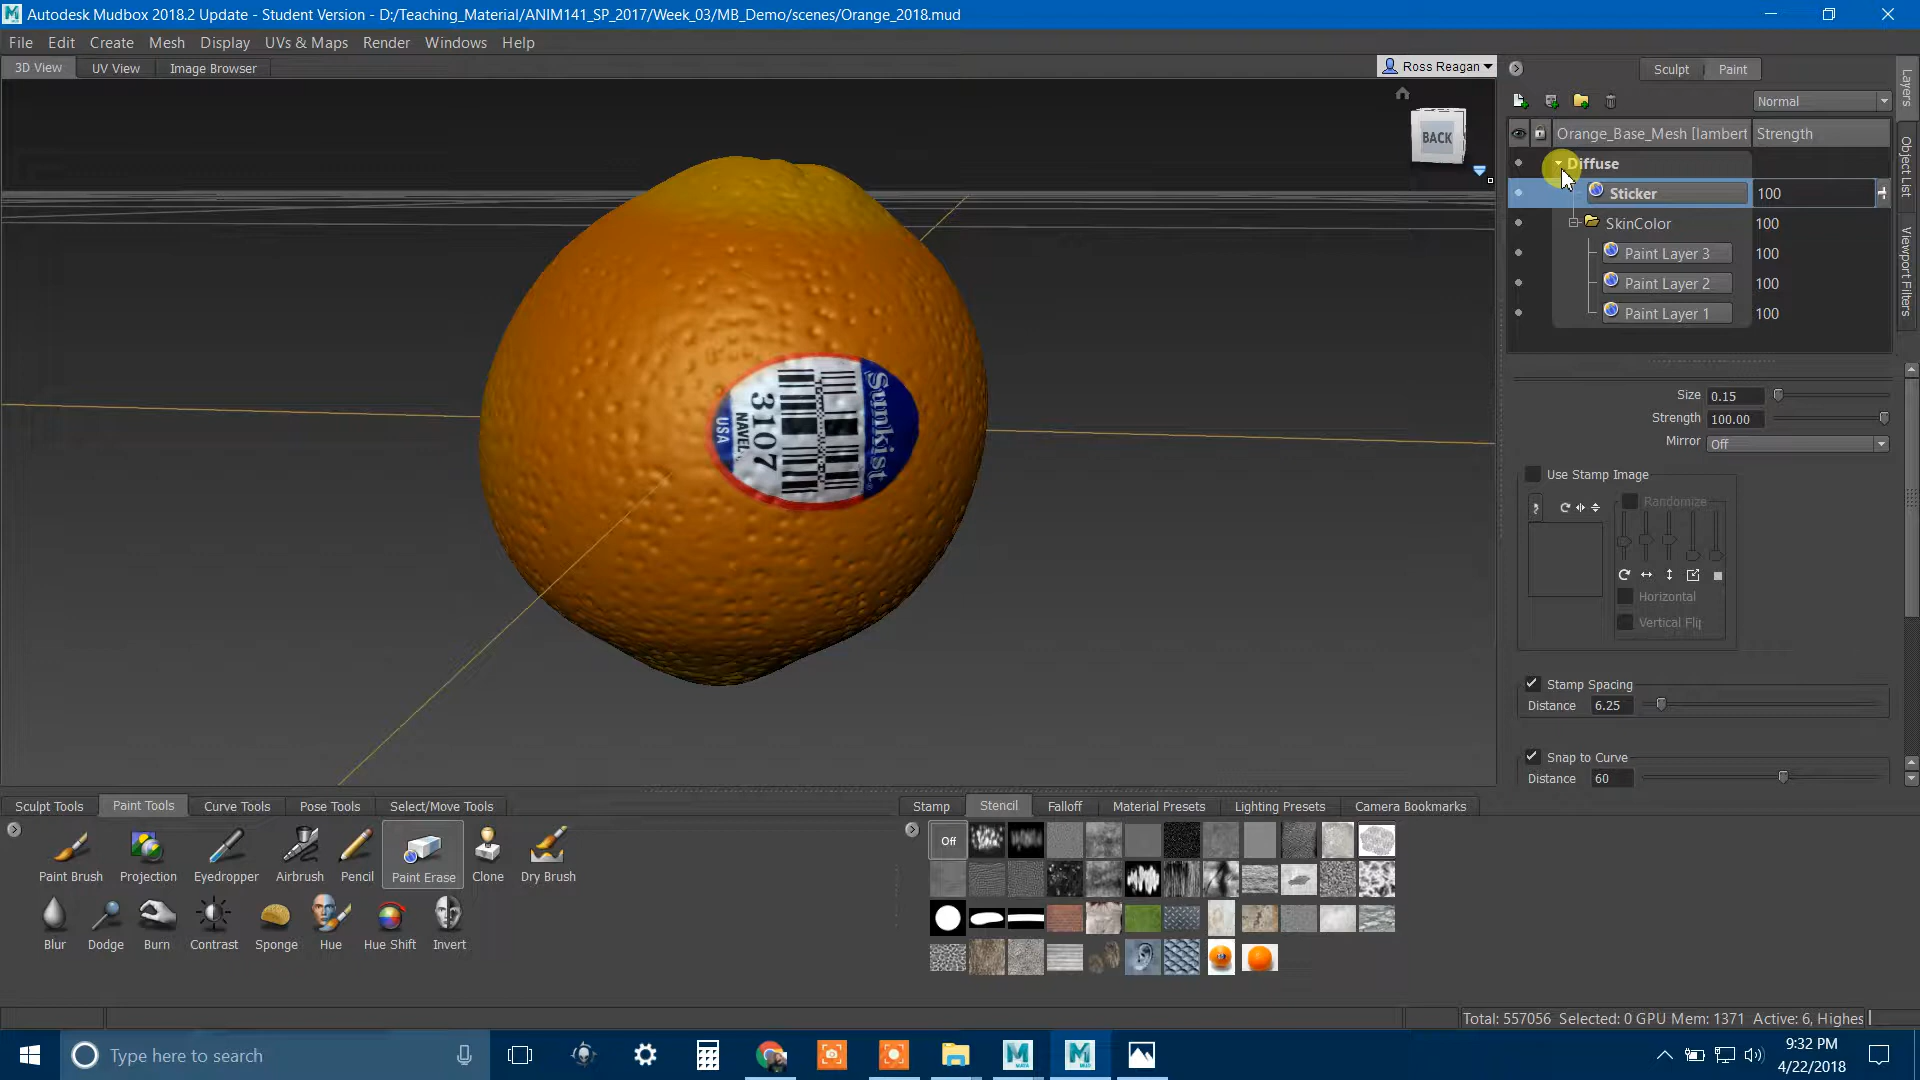 Autodesk Mudbox 2018.2 Update - Student Version - D:/Teaching_Material/ANIM141_SP_2017/Week_03/MB_Demo/scenes/Orange_2018.mud
File Edit Create Mesh Display UVs & Maps Render Windows Help
3D View UV View Image Browser
Ross Reagan
Sculpt Paint
Normal
Orange_Base_Mesh [lambert Strength
Diffuse
Sticker 100
SkinColor 100
Paint Layer 3 100
Paint Layer 2 100
Paint Layer 1 100
Layers
Object List
Viewport Filters
BACK
Sunkist
3107
NAVEL
USA
Size 0.15
Strength 100.00
Mirror Off
Use Stamp Image
Randomize
Horizontal
Vertical Flip
Stamp Spacing
Distance 6.25
Snap to Curve
Distance 60
Sculpt Tools Paint Tools Curve Tools Pose Tools Select/Move Tools
Paint Brush Projection Eyedropper Airbrush Pencil Paint Erase Clone Dry Brush
Blur Dodge Burn Contrast Sponge Hue Hue Shift Invert
Stamp Stencil Falloff Material Presets Lighting Presets Camera Bookmarks
Off
Total: 557056 Selected: 0 GPU Mem: 1371 Active: 6, Highes
Type here to search
9:32 PM
4/22/2018